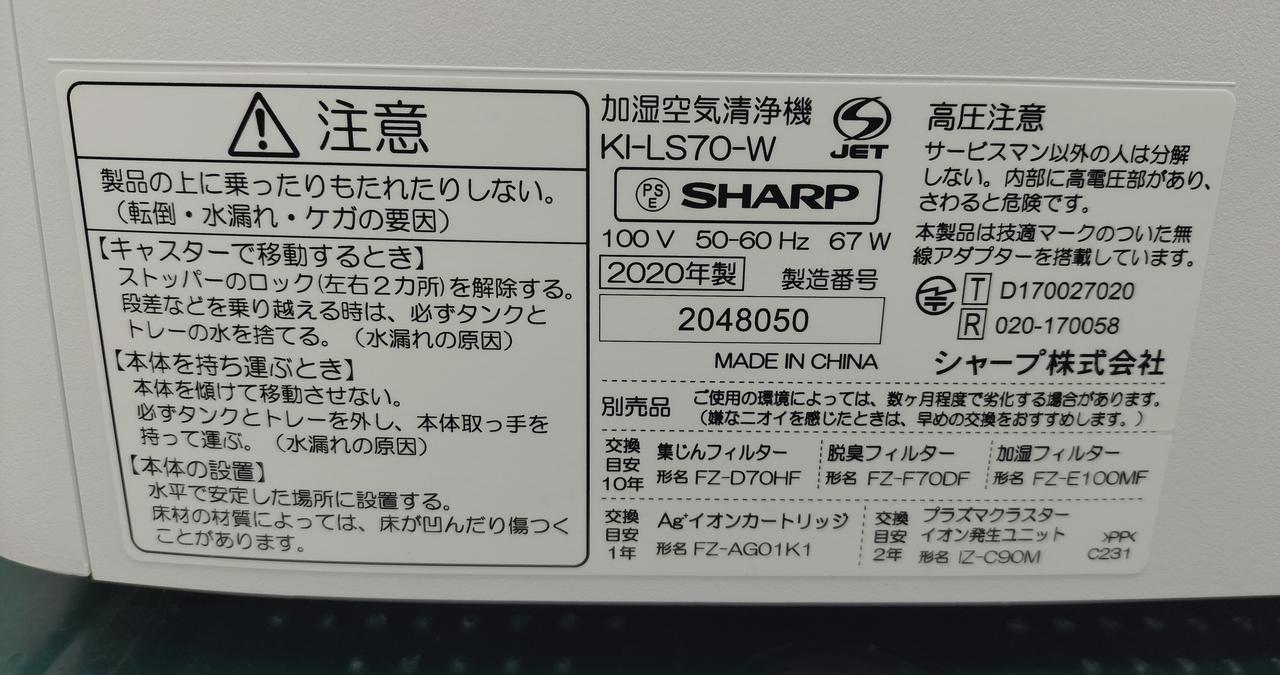 注意
製品の上に乗ったりもたれたりしない。
（転倒・水漏れ・ケガの要因）
【キャスターで移動するとき】
ストッパーのロック(左右２カ所)を解除する。
段差などを乗り越える時は、必ずタンクと
トレーの水を捨てる。（水漏れの原因）
【本体を持ち運ぶとき】
本体を傾けて移動させない。
必ずタンクとトレーを外し、本体取っ手を
持って運ぶ。（水漏れの原因）
【本体の設置】
水平で安定した場所に設置する。
床材の材質によっては、床が凹んだり傷つく
ことがあります。
加湿空気清浄機
KI-LS70-W
JET
PSE SHARP
100 V 50-60 Hz 67 W
2020年製 製造番号
2048050
MADE IN CHINA
高圧注意
サービスマン以外の人は分解
しない。内部に高電圧部があり、
さわると危険です。
本製品は技適マークのついた無
線アダプターを搭載しています。
T D170027020
R 020-170058
シャープ株式会社
別売品
ご使用の環境によっては、数ヶ月程度で劣化する場合があります。
（嫌なニオイを感じたときは、早めの交換をおすすめします。）
交換
目安
10年
集じんフィルター
形名 FZ-D70HF
脱臭フィルター
形名 FZ-F70DF
加湿フィルター
形名 FZ-E100MF
交換
目安
1年
Ag⁺イオンカートリッジ
形名 FZ-AG01K1
交換
目安
2年
プラズマクラスター
イオン発生ユニット
形名 IZ-C90M
>PP<
C231